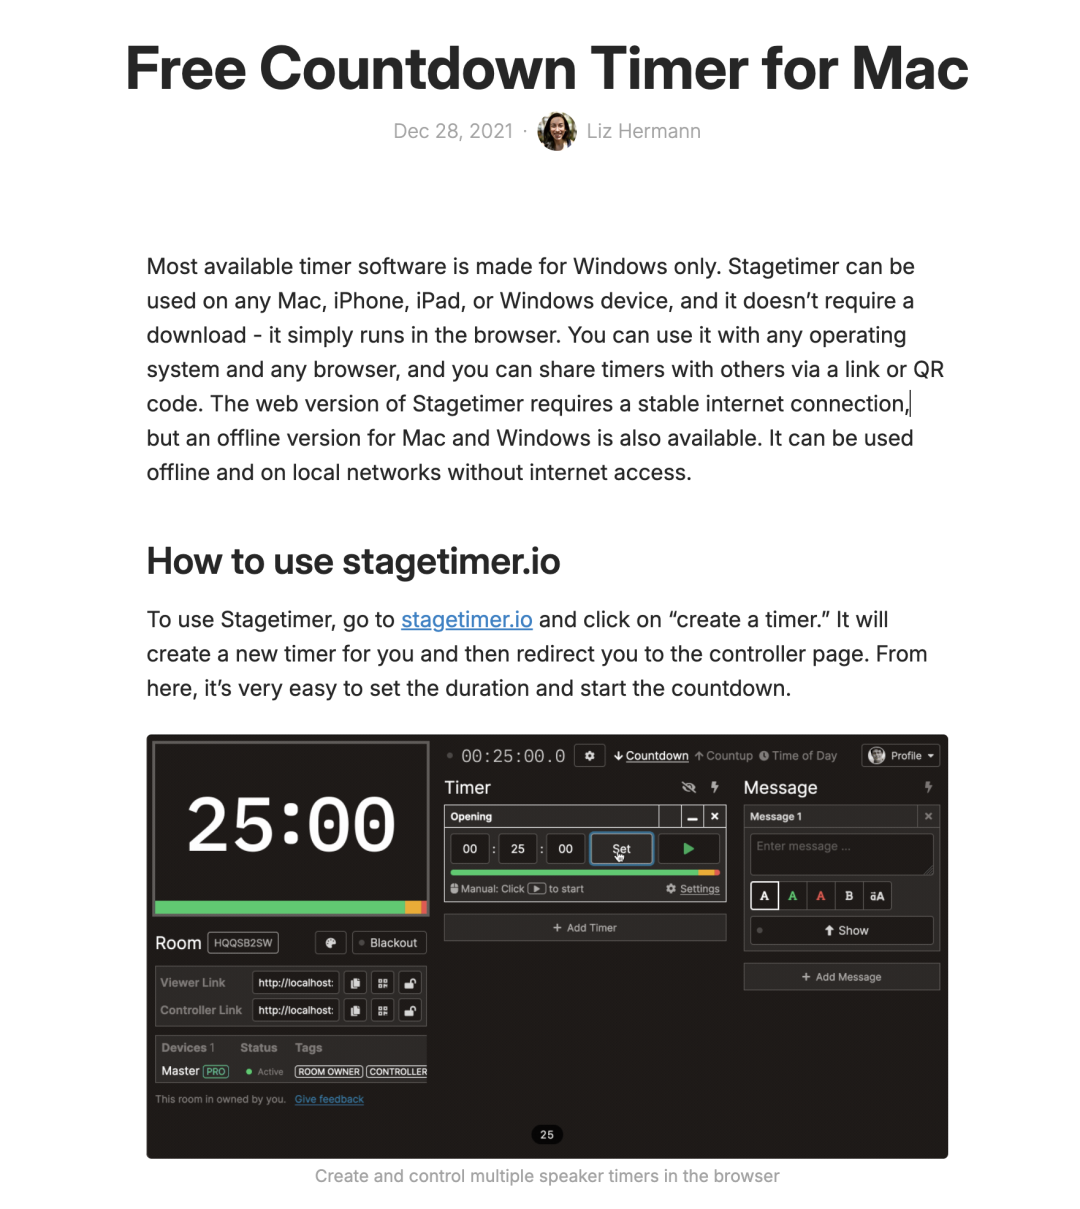 Free Countdown Timer for Mac
Dec 28, 2021 · Liz Hermann
Most available timer software is made for Windows only. Stagetimer can be
used on any Mac, iPhone, iPad, or Windows device, and it doesn’t require a
download - it simply runs in the browser. You can use it with any operating
system and any browser, and you can share timers with others via a link or QR
code. The web version of Stagetimer requires a stable internet connection,
but an offline version for Mac and Windows is also available. It can be used
offline and on local networks without internet access.
How to use stagetimer.io
To use Stagetimer, go to stagetimer.io and click on “create a timer.” It will
create a new timer for you and then redirect you to the controller page. From
here, it’s very easy to set the duration and start the countdown.
25:00
Room HQQSB2SW Blackout
Viewer Link http://localhost:
Controller Link http://localhost:
Devices 1 Status Tags
Master PRO Active ROOM OWNER CONTROLLER
This room in owned by you. Give feedback
00:25:00.0 Countdown Countup Time of Day Profile
Timer
Opening
00 : 25 : 00 Set
Manual: Click to start Settings
+ Add Timer
Message
Message 1
Enter message ...
A A A B äA
Show
+ Add Message
25
Create and control multiple speaker timers in the browser